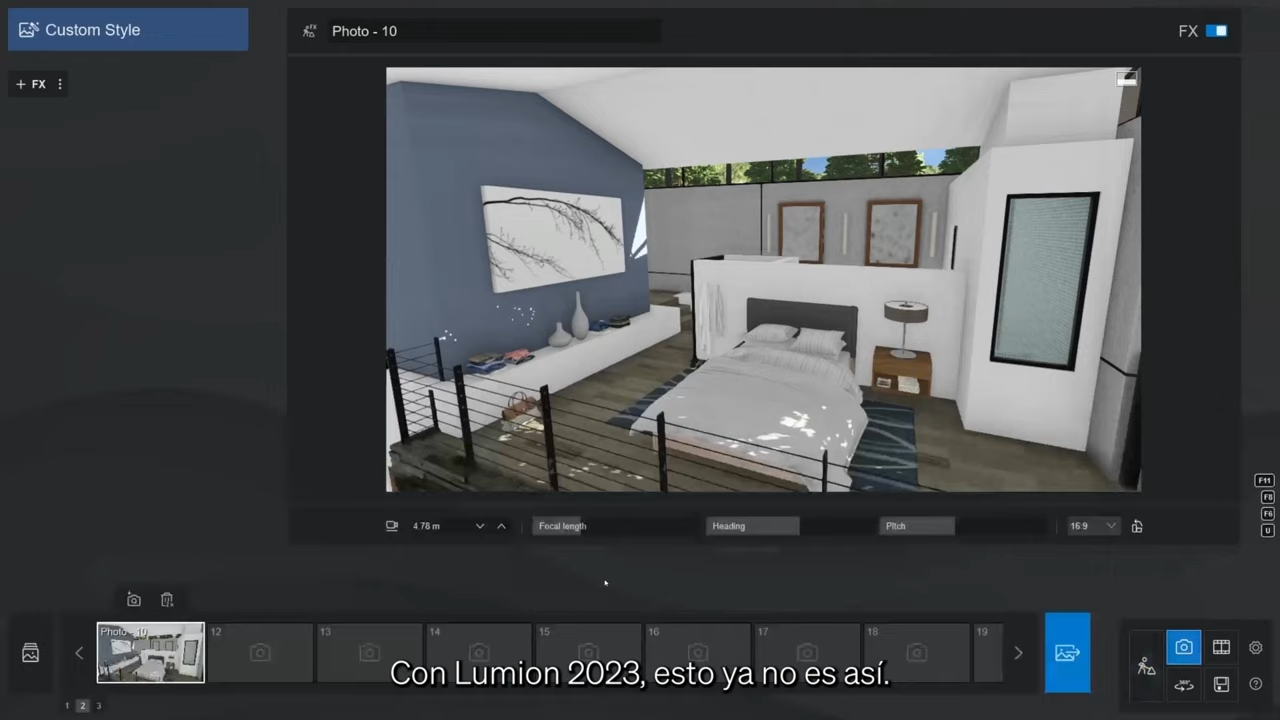 Custom Style
Photo - 10
FX
+ FX
4.78 m
Focal length
Heading
Pitch
16:9
F11
F8
F6
U
Photo - 10
12
13
14
15
16
17
18
19
Con Lumion 2023, esto ya no es así.
360
1 2 3